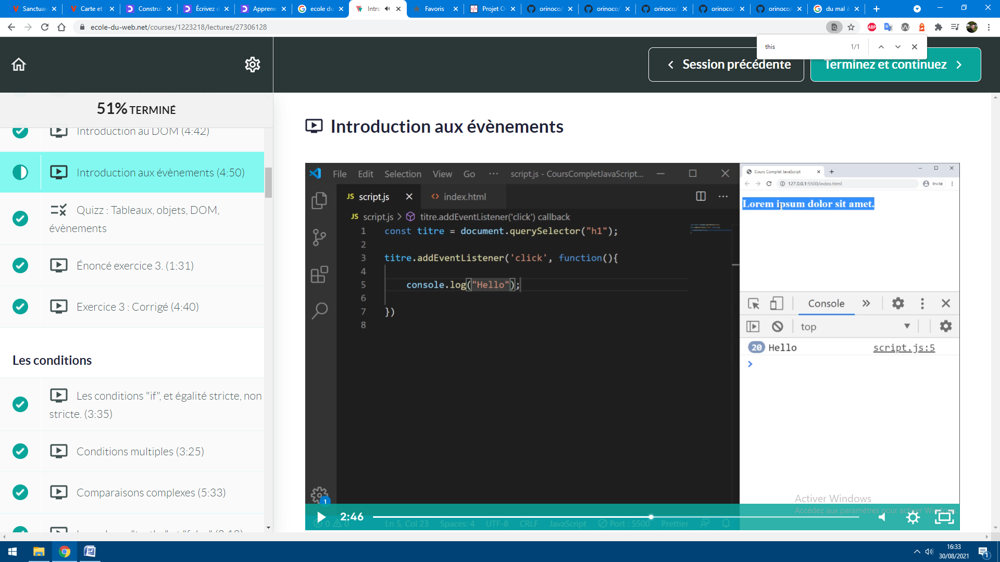 Sanctuai
Carte et
Construi
Écrivez d
Apprene
ecole du
Intro
Favoris
Projet O
orinoco/
orinoco/
orinoco/
orinoco/
orinoco/
du mal à
ecole-du-web.net/courses/1223218/lectures/27306128
ABP
this 1/1
Session précédente
Terminez et continuez
51% TERMINÉ
Introduction au DOM (4:42)
Introduction aux évènements (4:50)
Quizz : Tableaux, objets, DOM,
évènements
Énoncé exercice 3. (1:31)
Exercice 3 : Corrigé (4:40)
Les conditions
Les conditions "if", et égalité stricte, non
stricte. (3:35)
Conditions multiples (3:25)
Comparaisons complexes (5:33)
Introduction aux évènements
File Edit Selection View Go ··· script.js - CoursCompletJavaScript...
JS script.js
index.html
JS script.js > titre.addEventListener('click') callback
1 const titre = document.querySelector("h1");
2
3 titre.addEventListener('click', function(){
4
5 console.log("Hello");
6
7 })
8
1
Cours Complet JavaScript
127.0.0.1:5500/index.html
Invité
Lorem ipsum dolor sit amet.
Console
top
20 Hello script.js:5
Activer Windows
Accédez aux paramètres pour activer Windows.
2:46
0 0 Ln 5, Col 23 Spaces: 4 UTF-8 CRLF JavaScript Port : 5500 Prettier
16:33
30/08/2021
1